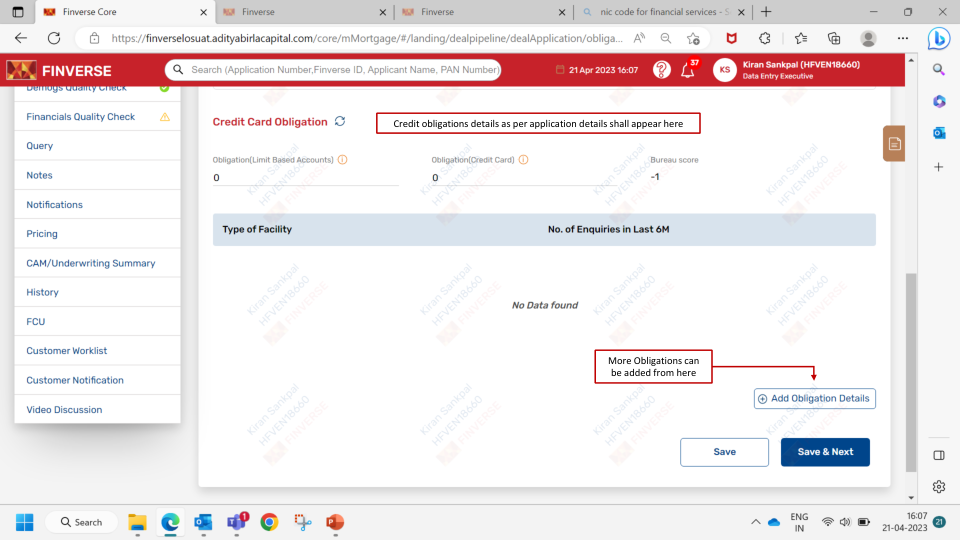 Finverse Core
Finverse
Finverse
nic code for financial services - S
https://finverselosuat.adityabirlacapital.com/core/mMortgage/#/landing/dealpipeline/dealApplication/obliga...
FINVERSE
Search (Application Number,Finverse ID, Applicant Name, PAN Number)
21 Apr 2023 16:07
37
KS
Kiran Sankpal (HFVEN18660)
Data Entry Executive
Demogs Quality Check
Financials Quality Check
Query
Notes
Notifications
Pricing
CAM/Underwriting Summary
History
FCU
Customer Worklist
Customer Notification
Video Discussion
Credit Card Obligation
Credit obligations details as per application details shall appear here
Obligation(Limit Based Accounts)
Obligation(Credit Card)
Bureau score
0
0
-1
Type of Facility
No. of Enquiries in Last 6M
No Data found
More Obligations can
be added from here
Add Obligation Details
Save
Save & Next
Kiran Sankpal
HFVEN18660
FINVERSE
Search
1
ENG
IN
16:07
21-04-2023
21